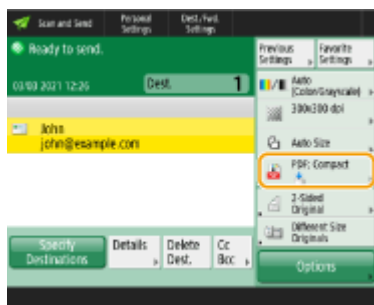 Scan and Send
Personal
Settings
Dest./Fwd.
Settings
Ready to send.
Previous
Settings
Favorite
Settings
03/03 2021 12:26
Dest.
1
Auto
(Color/Grayscale)
300x300 dpi
John
john@example.com
Auto Size
PDF: Compact
2-Sided
Original
Different Size
Originals
Specify
Destinations
Details
Delete
Dest.
Cc
Bcc
Options